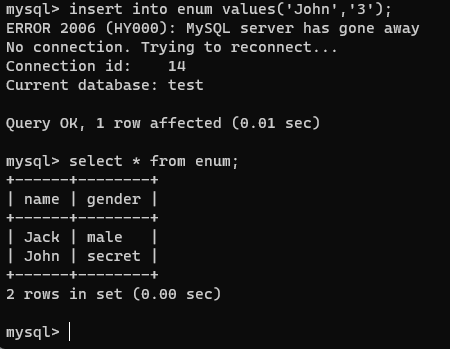 mysql> insert into enum values('John','3');
ERROR 2006 (HY000): MySQL server has gone away
No connection. Trying to reconnect...
Connection id:    14
Current database: test

Query OK, 1 row affected (0.01 sec)

mysql> select * from enum;
+------+--------+
| name | gender |
+------+--------+
| Jack | male   |
| John | secret |
+------+--------+
2 rows in set (0.00 sec)

mysql>